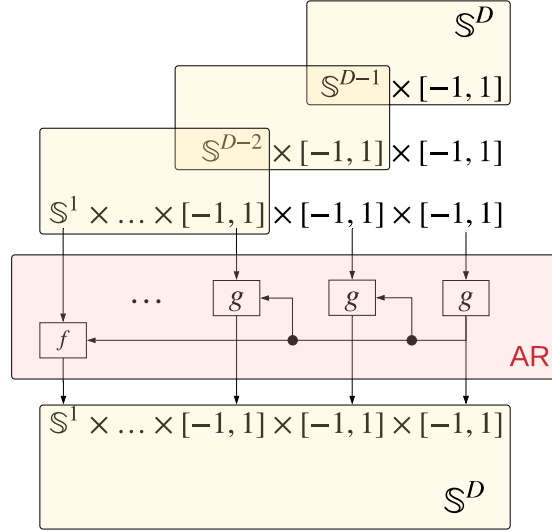 𝕊^D
𝕊^{D−1} × [−1, 1]
𝕊^{D−2} × [−1, 1] × [−1, 1]
𝕊^1 × … × [−1, 1] × [−1, 1] × [−1, 1]
… g g g
f
AR
𝕊^1 × … × [−1, 1] × [−1, 1] × [−1, 1]
𝕊^D